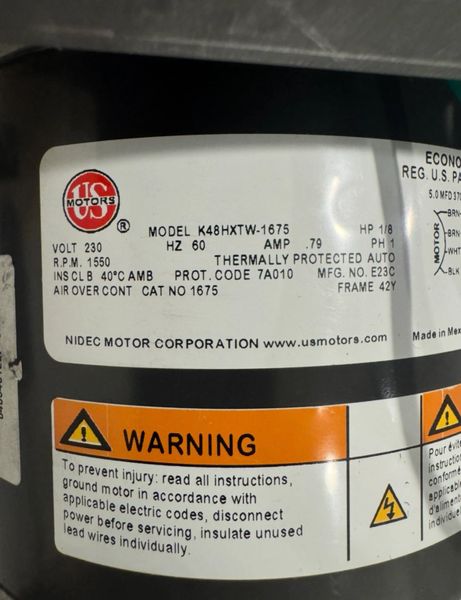 US
MOTORS
®
MODEL K48HXTW-1675 HP 1/8
VOLT 230 HZ 60 AMP .79 PH 1
R.P.M. 1550 THERMALLY PROTECTED AUTO
INS CL B 40°C AMB PROT. CODE 7A010 MFG. NO. E23C
AIR OVER CONT CAT NO 1675 FRAME 42Y
NIDEC MOTOR CORPORATION www.usmotors.com
ECONO
REG. U.S. PA
5.0 MFD 370
MOTOR
BRN
BRN
WHT
BLK
Made in Mex
WARNING
To prevent injury: read all instructions,
ground motor in accordance with
applicable electric codes, disconnect
power before servicing, insulate unused
lead wires individually.
Pour évite
instruction
conforme
applicable
d'alimen
individue